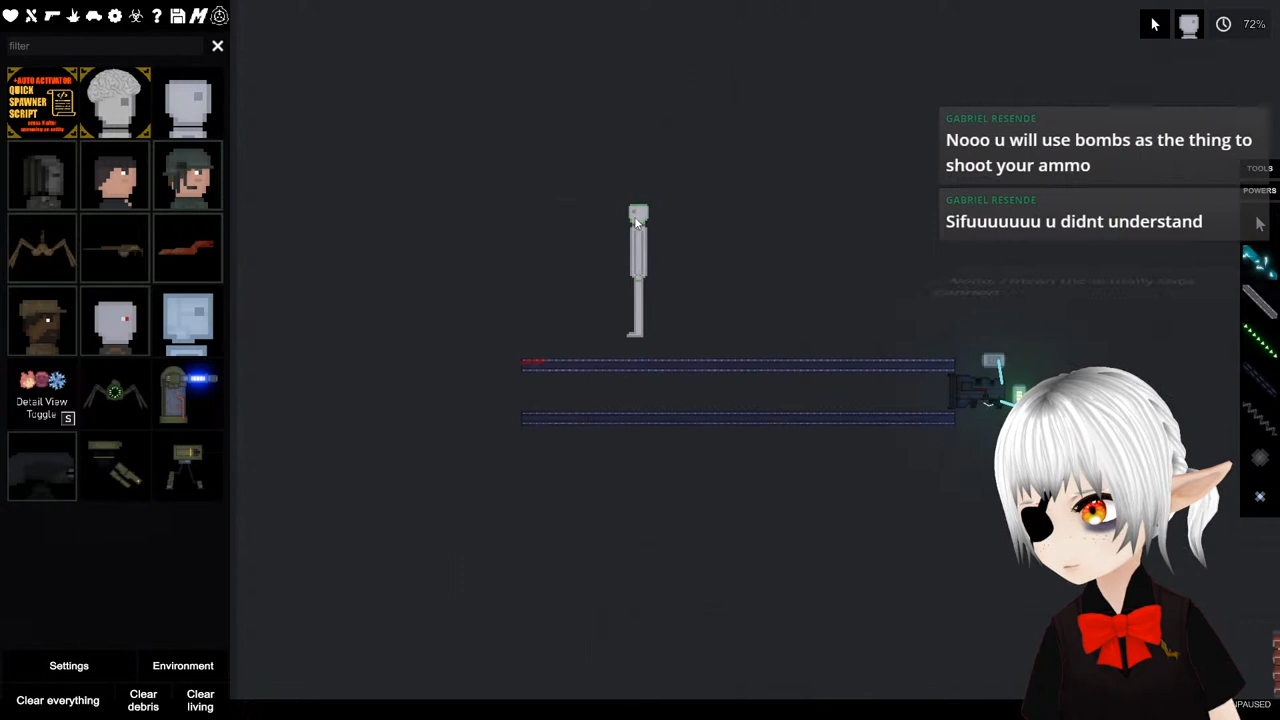 72%
filter
+AUTO ACTIVATOR
QUICK
SPAWNER
SCRIPT
GABRIEL RESENDE
Nooo u will use bombs as the thing to
shoot your ammo
TOOLS
POWERS
GABRIEL RESENDE
Sifuuuuuuu u didnt understand
Detail View
Toggle S
Settings
Environment
Clear everything
Clear
debris
Clear
living
NPAUSED